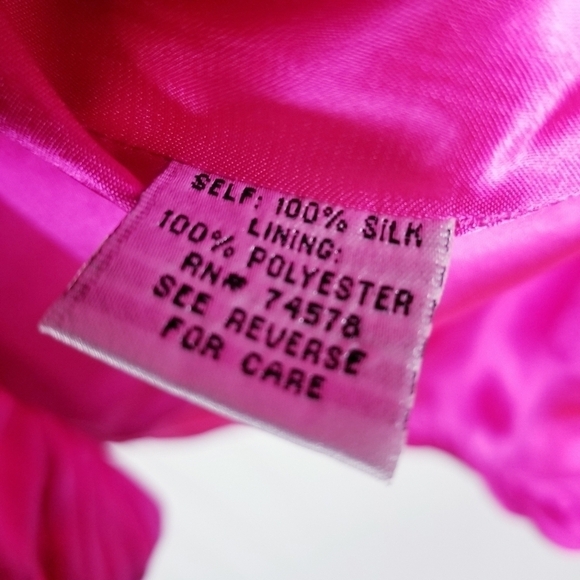 SELF: 100% SILK
LINING:
100% POLYESTER
RN# 74578
SEE REVERSE
FOR CARE